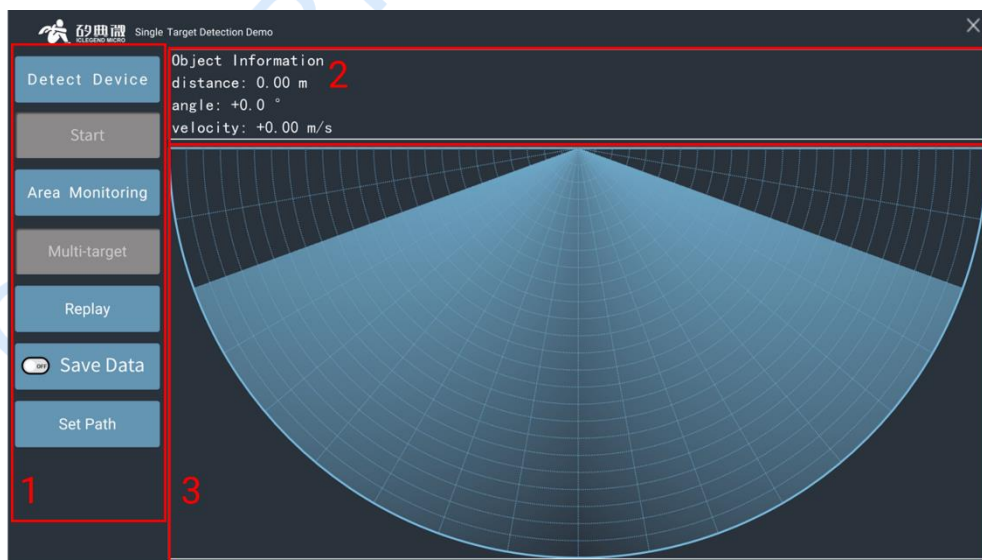 矽典微 Single Target Detection Demo
ICLEGEND MICRO
Detect Device
Start
Area Monitoring
Multi-target
Replay
OFF Save Data
Set Path
1
Object Information
distance: 0.00 m
angle: +0.0 °
velocity: +0.00 m/s
2
3